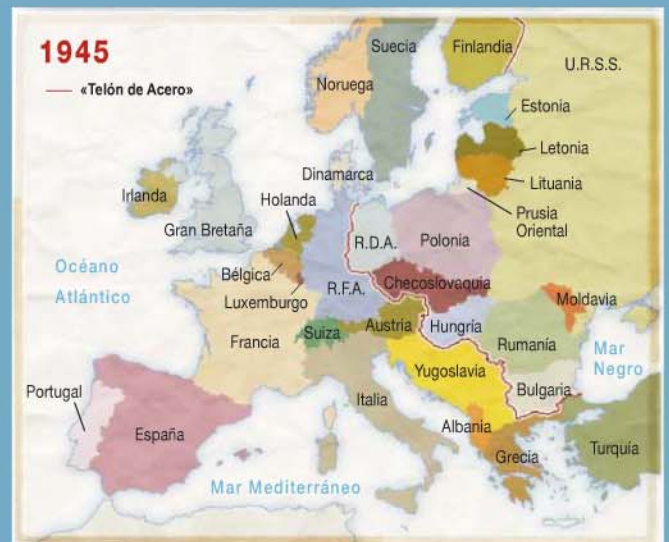 1945
«Telón de Acero»
Suecia
Finlandia
U.R.S.S.
Noruega
Estonia
Letonia
Lituania
Dinamarca
Prusia
Oriental
Irlanda
Gran Bretaña
Holanda
R.D.A.
Polonia
Océano
Atlántico
Bélgica
Luxemburgo
R.F.A.
Checoslovaquia
Moldavia
Francia
Suiza
Austria
Hungría
Rumanía
Mar
Negro
Yugoslavia
Bulgaria
Portugal
España
Italia
Albania
Grecia
Turquía
Mar Mediterráneo